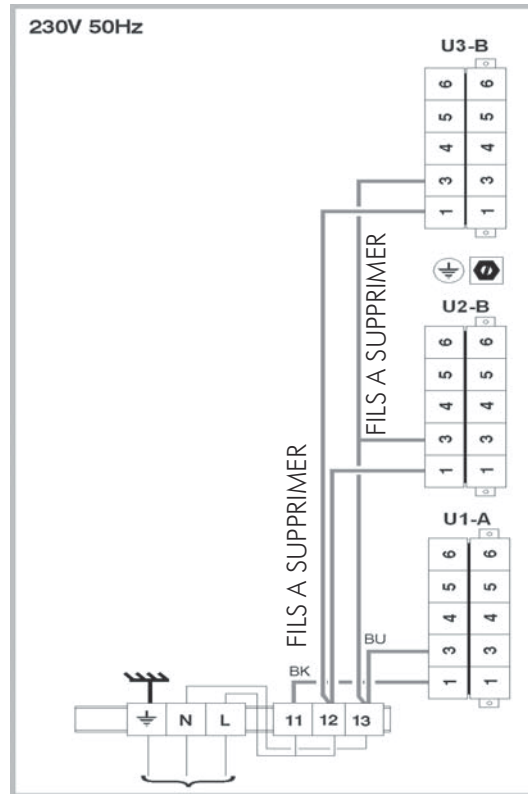 230V 50Hz
U3-B
6 6
5 5
4 4
3 3
1 1
FILS A SUPPRIMER
U2-B
6 6
5 5
4 4
3 3
1 1
FILS A SUPPRIMER
U1-A
6 6
5 5
4 4
3 3
1 1
BU
BK
N L 11 12 13